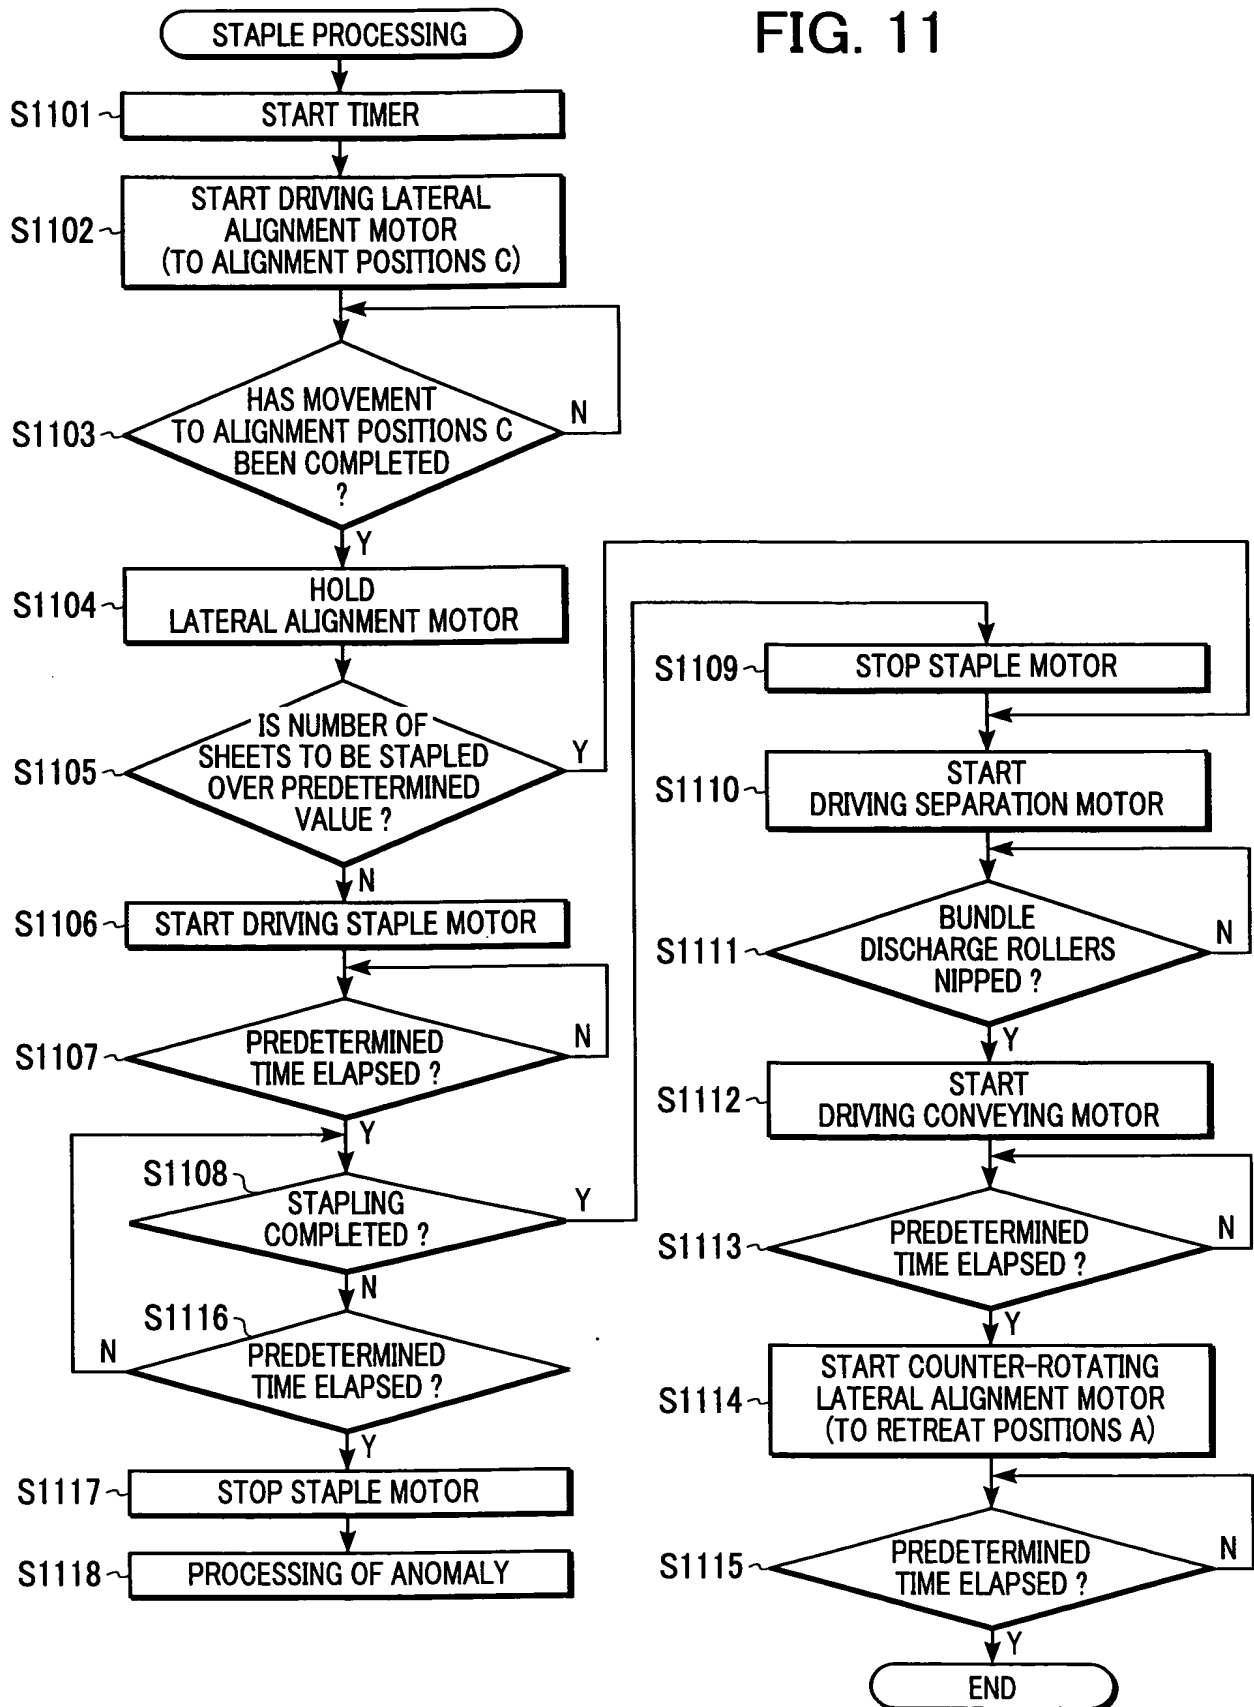 FIG. 11
STAPLE PROCESSING
S1101
START TIMER
S1102
START DRIVING LATERAL
ALIGNMENT MOTOR
(TO ALIGNMENT POSITIONS C)
S1103
HAS MOVEMENT
TO ALIGNMENT POSITIONS C
BEEN COMPLETED
?
N
Y
S1104
HOLD
LATERAL ALIGNMENT MOTOR
S1105
IS NUMBER OF
SHEETS TO BE STAPLED
OVER PREDETERMINED
VALUE ?
Y
N
S1106
START DRIVING STAPLE MOTOR
S1107
PREDETERMINED
TIME ELAPSED ?
N
Y
S1108
STAPLING
COMPLETED ?
Y
N
S1116
PREDETERMINED
TIME ELAPSED ?
N
Y
S1117
STOP STAPLE MOTOR
S1118
PROCESSING OF ANOMALY
S1109
STOP STAPLE MOTOR
S1110
START
DRIVING SEPARATION MOTOR
S1111
BUNDLE
DISCHARGE ROLLERS
NIPPED ?
N
Y
S1112
START
DRIVING CONVEYING MOTOR
S1113
PREDETERMINED
TIME ELAPSED ?
N
Y
S1114
START COUNTER-ROTATING
LATERAL ALIGNMENT MOTOR
(TO RETREAT POSITIONS A)
S1115
PREDETERMINED
TIME ELAPSED ?
N
Y
END